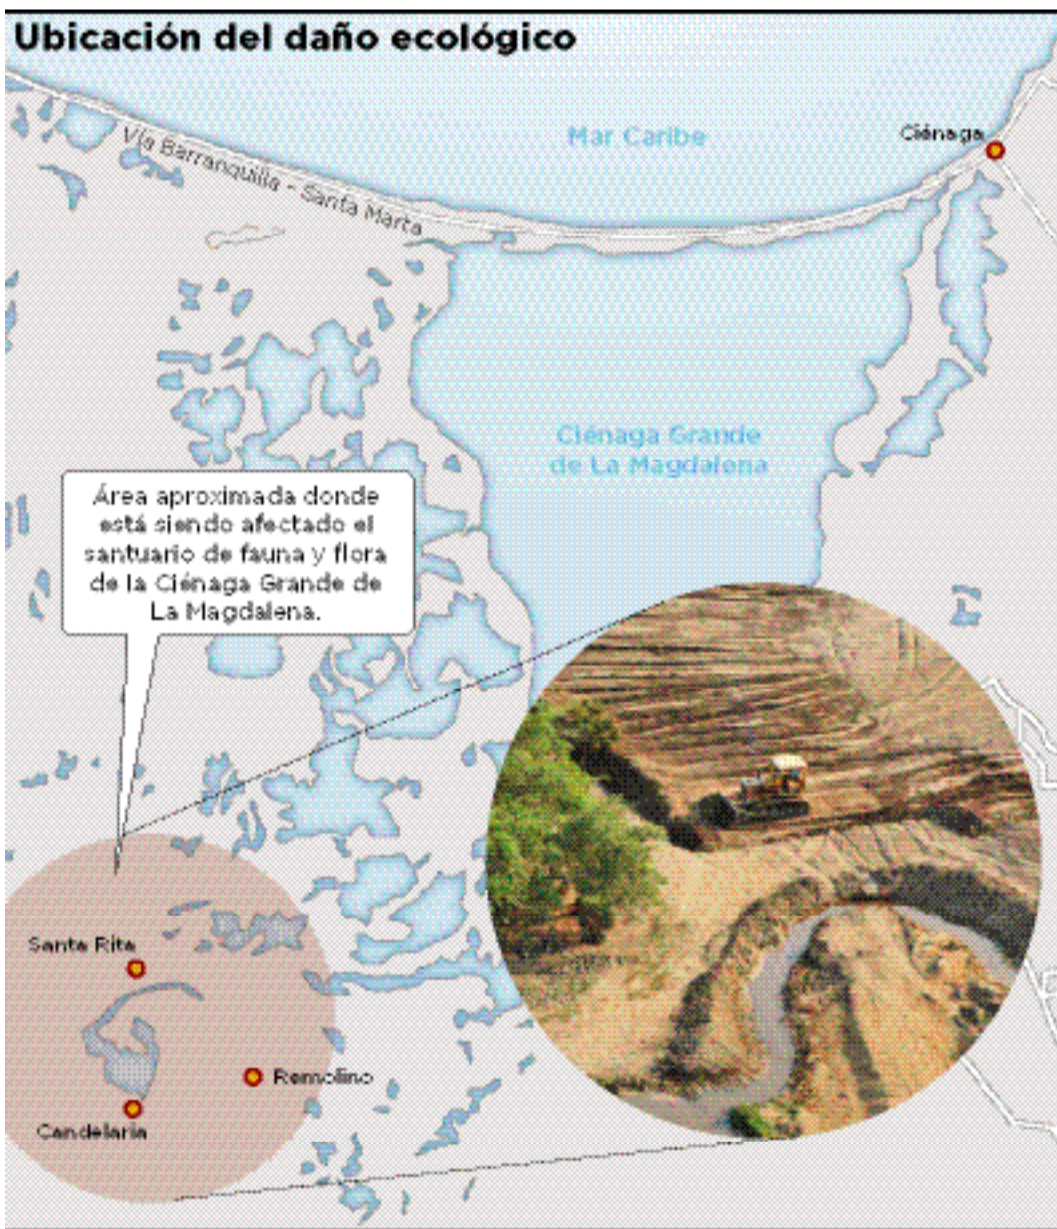 Ubicación del daño ecológico
Mar Caribe
Ciénaga
Vía Barranquilla - Santa Marta
Ciénaga Grande
de La Magdalena
Área aproximada donde
está siendo afectado el
santuario de fauna y flora
de la Ciénaga Grande de
La Magdalena.
Santa Rita
Remolino
Candelaria